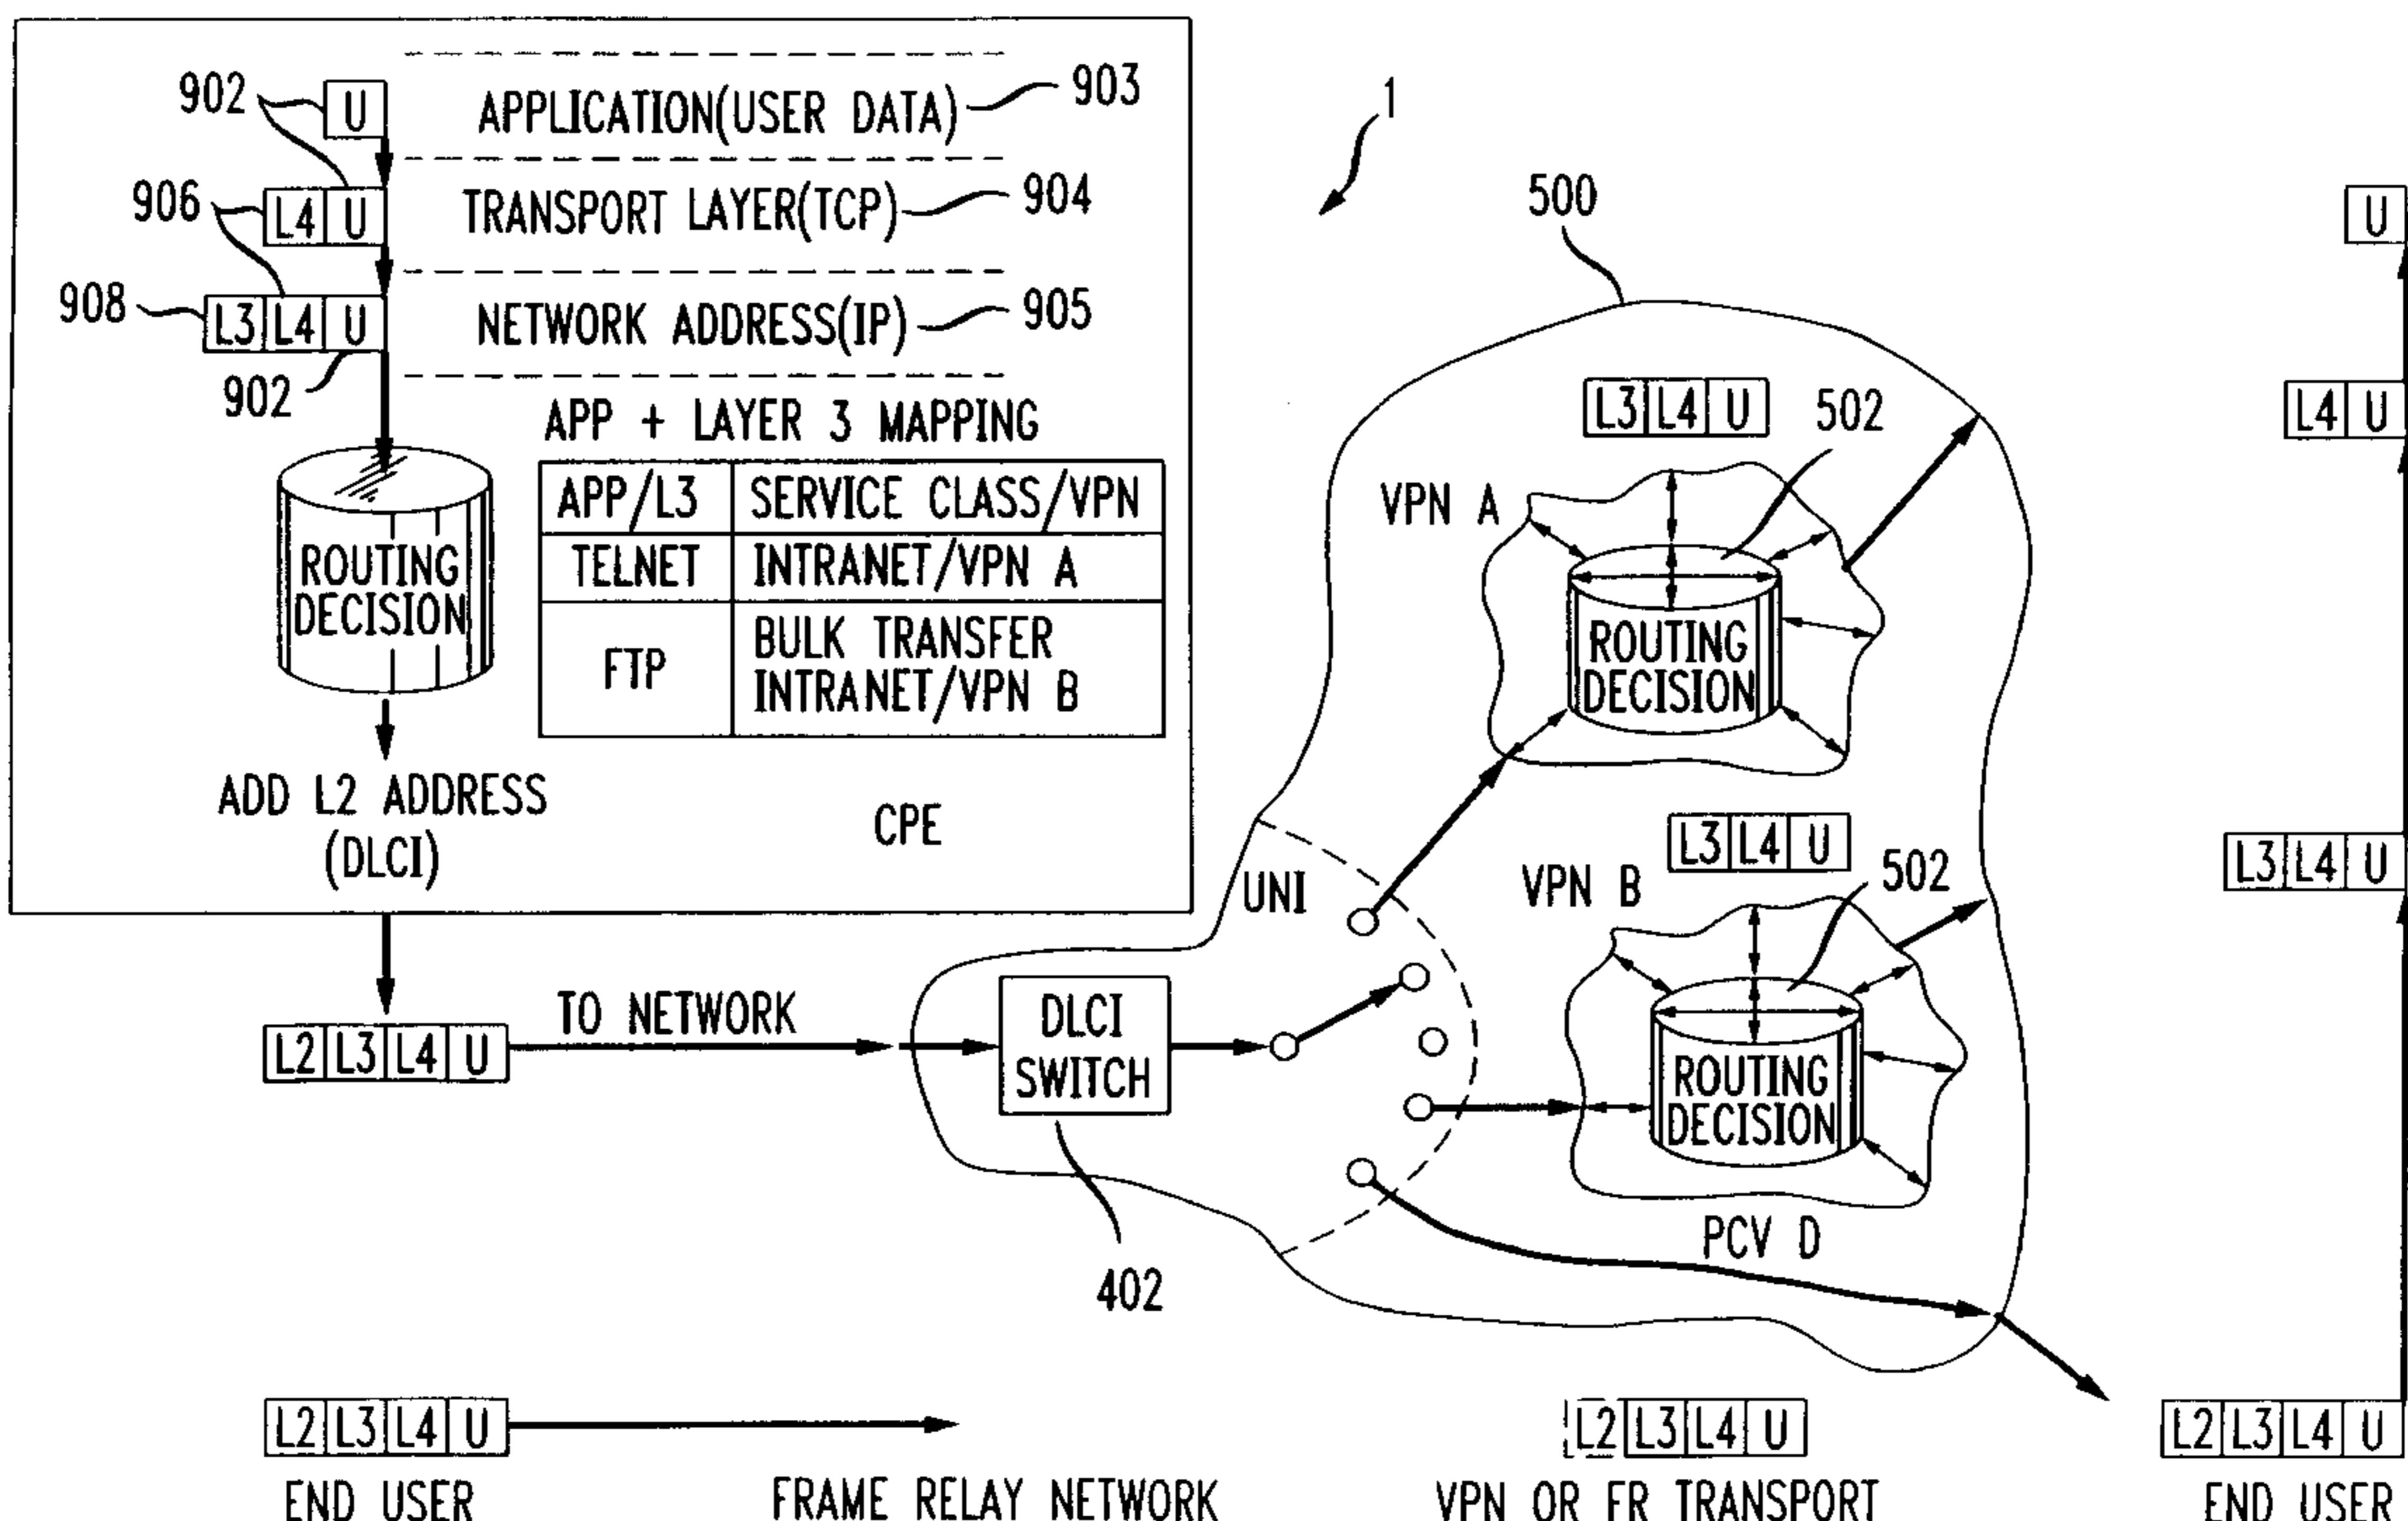 902
U
APPLICATION(USER DATA)
903
906
L4 U
TRANSPORT LAYER(TCP)
904
908
L3 L4 U
NETWORK ADDRESS(IP)
905
902
APP + LAYER 3 MAPPING
APP/L3 SERVICE CLASS/VPN
TELNET INTRANET/VPN A
FTP BULK TRANSFER
INTRANET/VPN B
ROUTING
DECISION
ADD L2 ADDRESS
(DLCI)
CPE
L2 L3 L4 U
TO NETWORK
DLCI
SWITCH
402
UNI
1
500
L3 L4 U
502
VPN A
ROUTING
DECISION
L3 L4 U
502
VPN B
ROUTING
DECISION
PCV D
U
L4 U
L3 L4 U
L2 L3 L4 U
L2 L3 L4 U
L2 L3 L4 U
END USER
FRAME RELAY NETWORK
VPN OR FR TRANSPORT
END USER